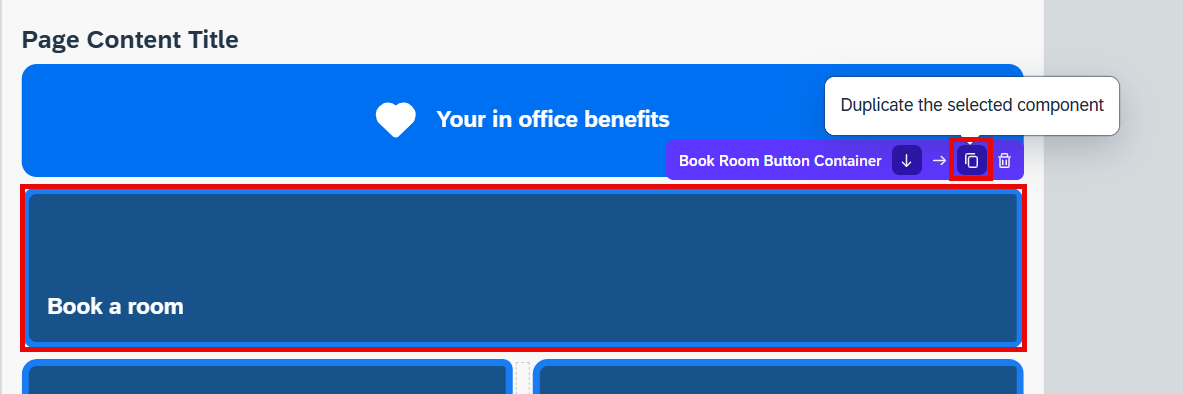 Page Content Title
Your in office benefits
Duplicate the selected component
Book Room Button Container
Book a room